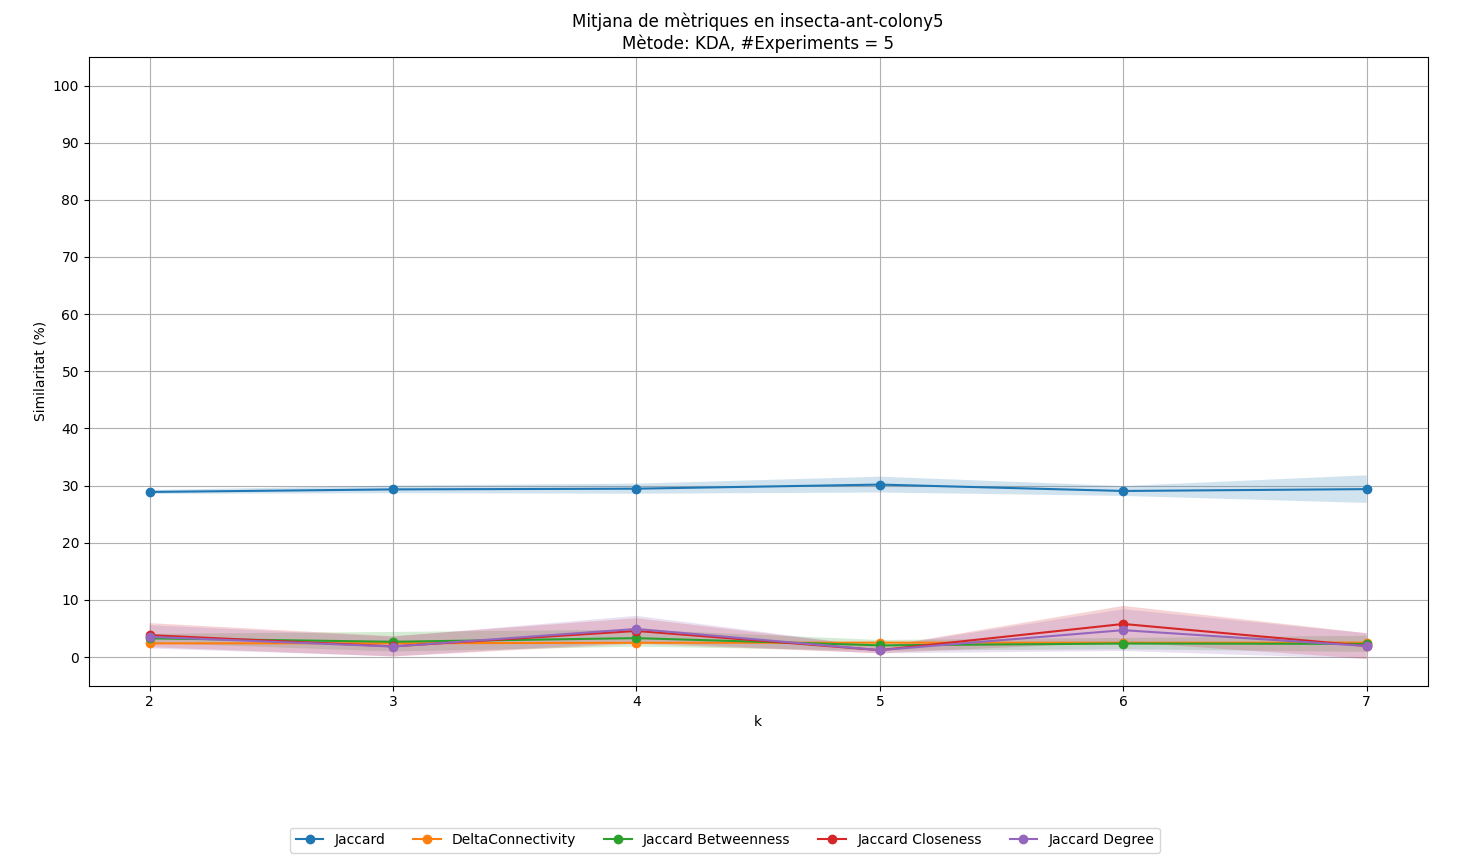 Mitjana de mètriques en insecta-ant-colony5
Mètode: KDA, #Experiments = 5
100
90
80
70
60
50
40
30
20
10
0
Similaritat (%)
2 3 4 5 6 7
k
Jaccard DeltaConnectivity Jaccard Betweenness Jaccard Closeness Jaccard Degree